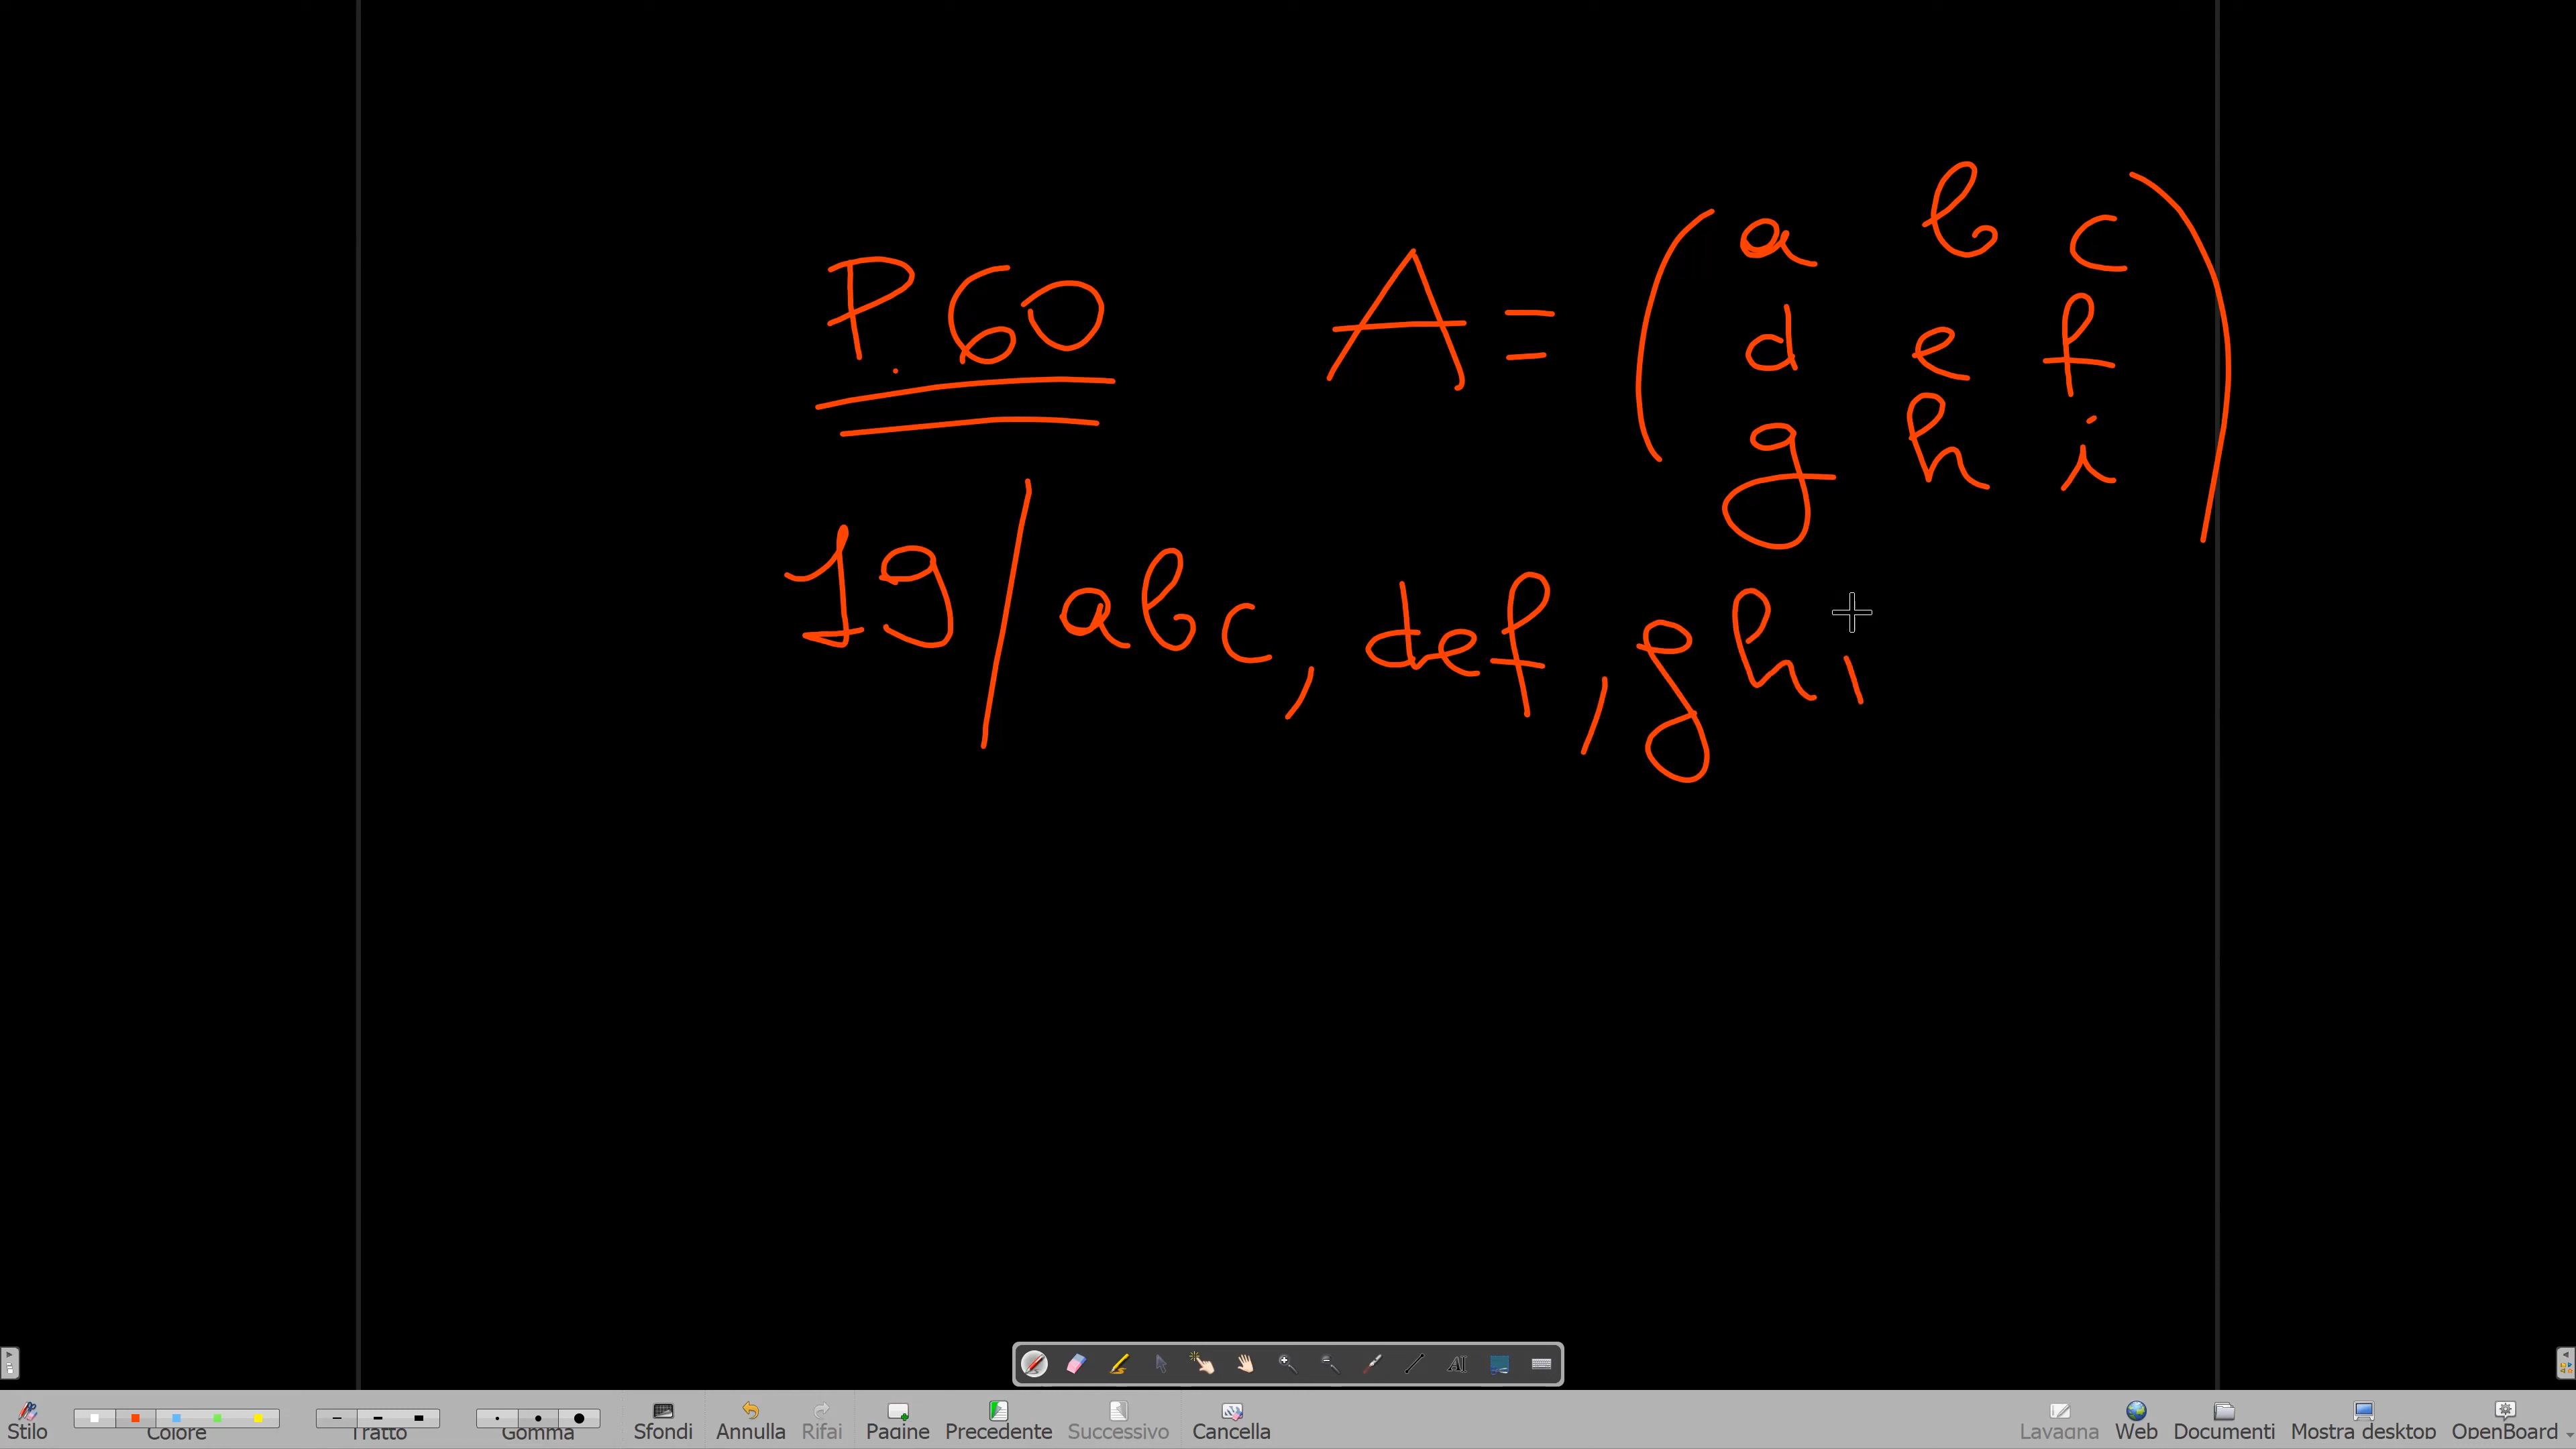 P. 60 A = ( a b c
d e f
g h i )
19 / abc, def, ghi
Stilo Colore Tratto Gomma Sfondi Annulla Rifai Pagine Precedente Successivo Cancella Lavagna Web Documenti Mostra desktop OpenBoard